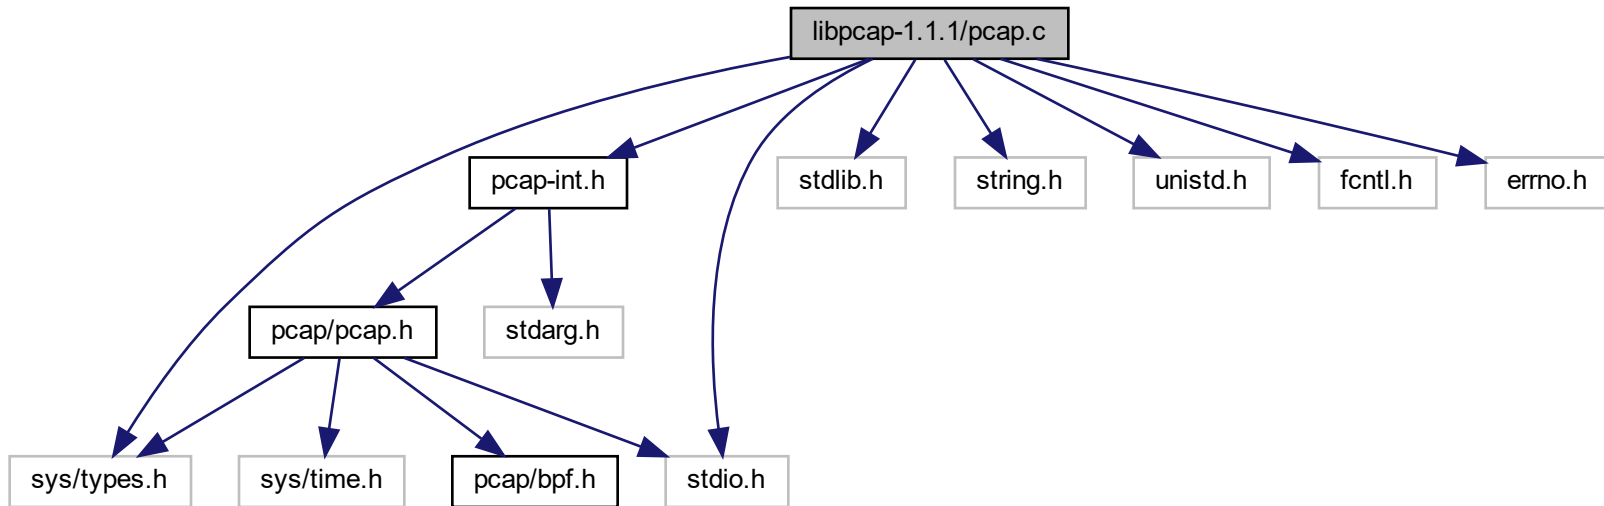 libpcap-1.1.1/pcap.c
pcap-int.h
stdlib.h
string.h
unistd.h
fcntl.h
errno.h
pcap/pcap.h
stdarg.h
sys/types.h
sys/time.h
pcap/bpf.h
stdio.h